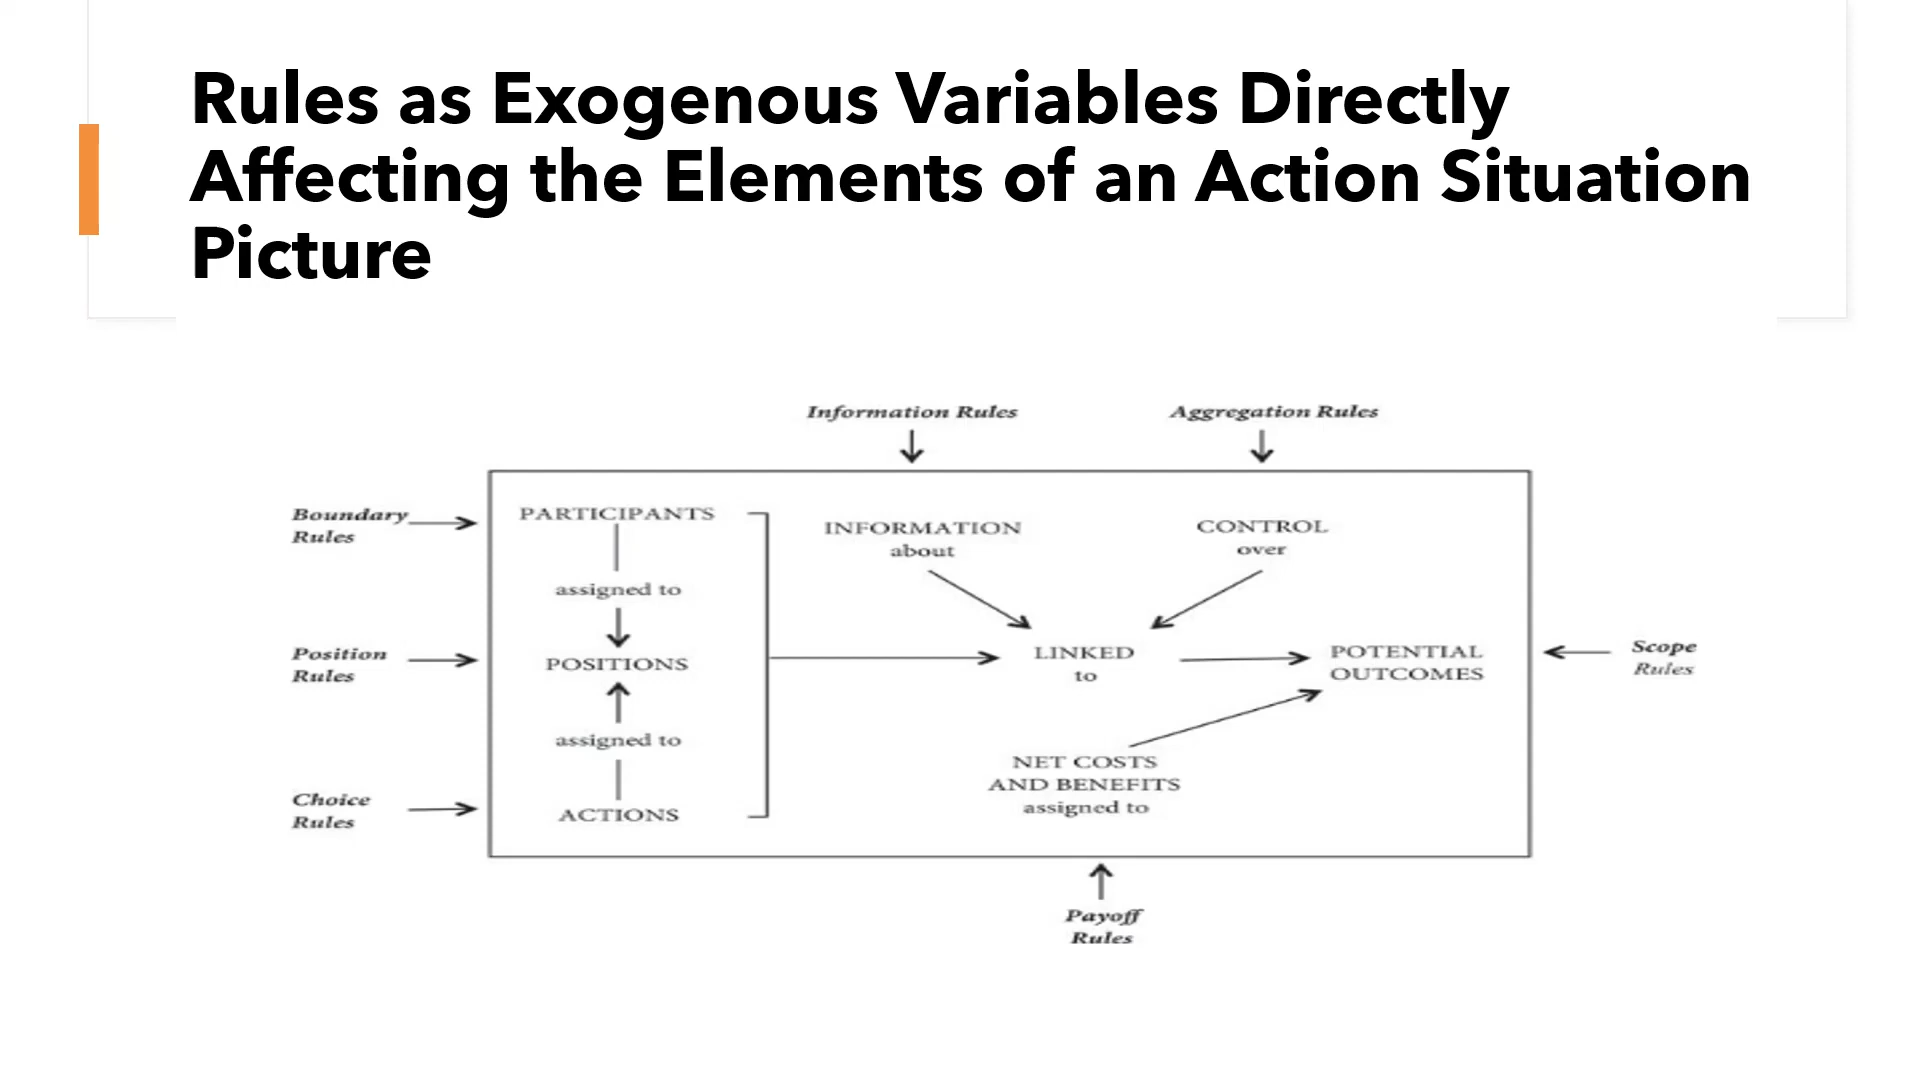 Rules as Exogenous Variables Directly
Affecting the Elements of an Action Situation
Picture
Information Rules
Aggregation Rules
Boundary
Rules
PARTICIPANTS
INFORMATION
about
CONTROL
over
assigned to
Position
Rules
POSITIONS
LINKED
to
POTENTIAL
OUTCOMES
Scope
Rules
assigned to
NET COSTS
AND BENEFITS
assigned to
Choice
Rules
ACTIONS
Payoff
Rules